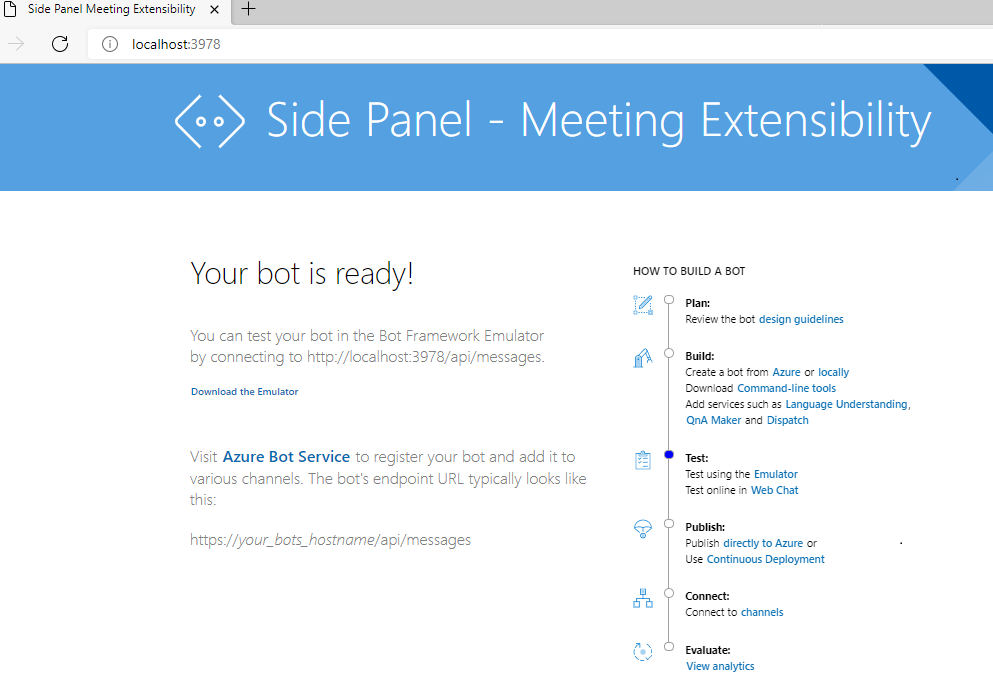 Side Panel Meeting Extensibility
localhost:3978
Side Panel - Meeting Extensibility
Your bot is ready!
You can test your bot in the Bot Framework Emulator
by connecting to http://localhost:3978/api/messages.
Download the Emulator
Visit Azure Bot Service to register your bot and add it to
various channels. The bot's endpoint URL typically looks like
this:
https://your_bots_hostname/api/messages
HOW TO BUILD A BOT
Plan:
Review the bot design guidelines
Build:
Create a bot from Azure or locally
Download Command-line tools
Add services such as Language Understanding,
QnA Maker and Dispatch
Test:
Test using the Emulator
Test online in Web Chat
Publish:
Publish directly to Azure or
Use Continuous Deployment
Connect:
Connect to channels
Evaluate:
View analytics